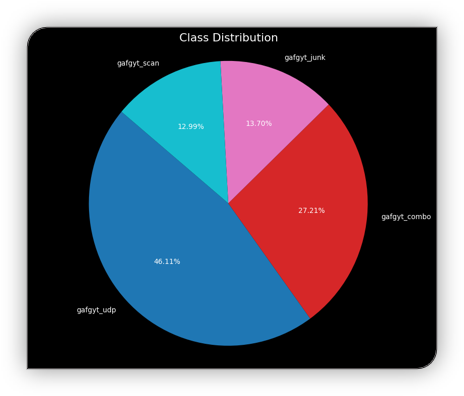 Class Distribution
gafgyt_junk
gafgyt_scan
13.70%
12.99%
27.21%
gafgyt_combo
46.11%
gafgyt_udp